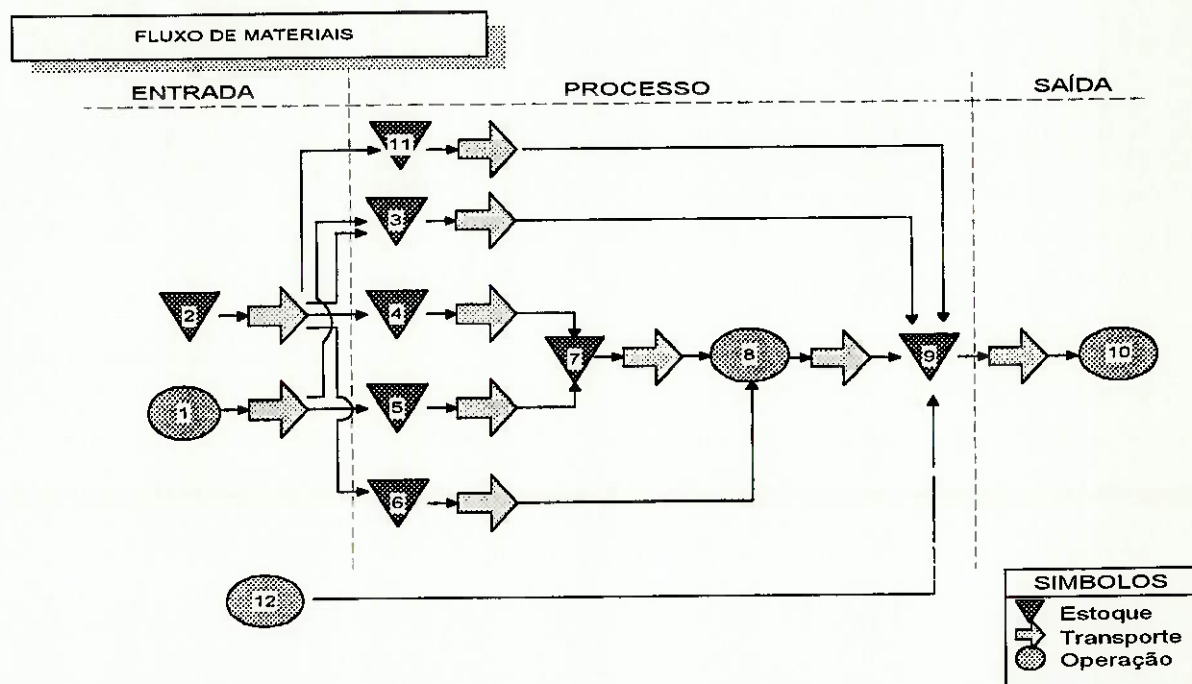 FLUXO DE MATERIAIS
ENTRADA
PROCESSO
SAÍDA
11
3
2
4
7
8
9
10
1
5
6
12
SIMBOLOS
Estoque
Transporte
Operação